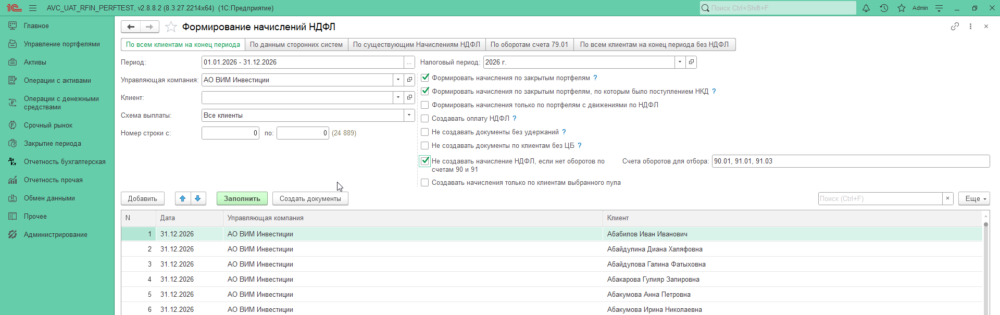 1С AVC_UAT_RFIN_PERFTEST, v2.8.8.2 (8.3.27.2214x64) (1С:Предприятие)
Поиск Ctrl+Shift+F
Admin
Главное
Управление портфелями
Активы
Операции с активами
Операции с денежными
средствами
Срочный рынок
Закрытие периода
Отчетность бухгалтерская
Отчетность прочая
Обмен данными
Прочее
Администрирование
Формирование начислений НДФЛ
По всем клиентам на конец периода
По данным сторонних систем
По существующим Начислениям НДФЛ
По оборотам счета 79.01
По всем клиентам на конец периода без НДФЛ
Период: 01.01.2026 - 31.12.2026 ...
Управляющая компания: АО ВИМ Инвестиции
Клиент:
Схема выплаты: Все клиенты
Номер строки с: 0 по: 0 (24 889)
Налоговый период: 2026 г.
Формировать начисления по закрытым портфелям ?
Формировать начисления по закрытым портфелям, по которым было поступлением НКД ?
Формировать начисления только по портфелям с движениями по НДФЛ
Создавать оплату НДФЛ ?
Не создавать документы без удержаний ?
Не создавать документы по клиентам без ЦБ ?
Не создавать начисление НДФЛ, если нет оборотов по
счетам 90 и 91
Счета оборотов для отбора: 90.01, 91.01, 91.03
Создавать начисления только по клиентам выбранного пула
Добавить
Заполнить
Создать документы
Поиск (Ctrl+F)
×
Еще
N Дата Управляющая компания Клиент
1 31.12.2026 АО ВИМ Инвестиции Абабилов Иван Иванович
2 31.12.2026 АО ВИМ Инвестиции Абайдулина Диана Халяфовна
3 31.12.2026 АО ВИМ Инвестиции Абайдулова Галина Фатыховна
4 31.12.2026 АО ВИМ Инвестиции Абакарова Гулияр Запировна
5 31.12.2026 АО ВИМ Инвестиции Абакумова Анна Петровна
6 31.12.2026 АО ВИМ Инвестиции Абакумова Ирина Николаевна